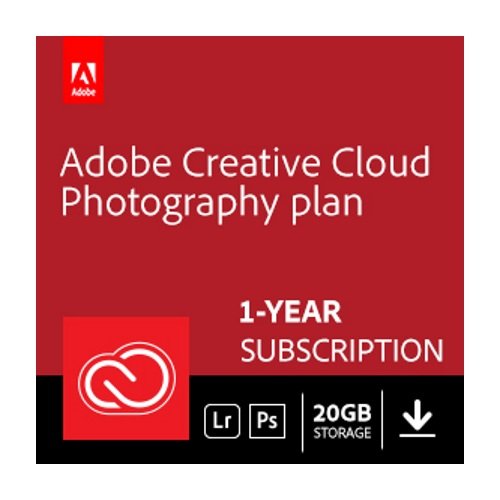 Adobe
Adobe Creative Cloud
Photography plan
1-YEAR
SUBSCRIPTION
Lr Ps 20GB
STORAGE